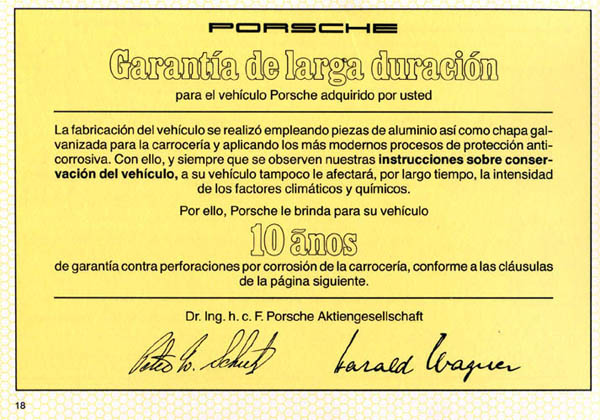 PORSCHE
Garantía de larga duración
para el vehículo Porsche adquirido por usted
La fabricación del vehículo se realizó empleando piezas de aluminio así como chapa gal-
vanizada para la carrocería y aplicando los más modernos procesos de protección anti-
corrosiva. Con ello, y siempre que se observen nuestras instrucciones sobre conser-
vación del vehículo, a su vehículo tampoco le afectará, por largo tiempo, la intensidad
de los factores climáticos y químicos.
Por ello, Porsche le brinda para su vehículo
10 años
de garantía contra perforaciones por corrosión de la carrocería, conforme a las cláusulas
de la página siguiente.
Dr. Ing. h. c. F. Porsche Aktiengesellschaft
Peter W. Schutz Harald Wagner
18